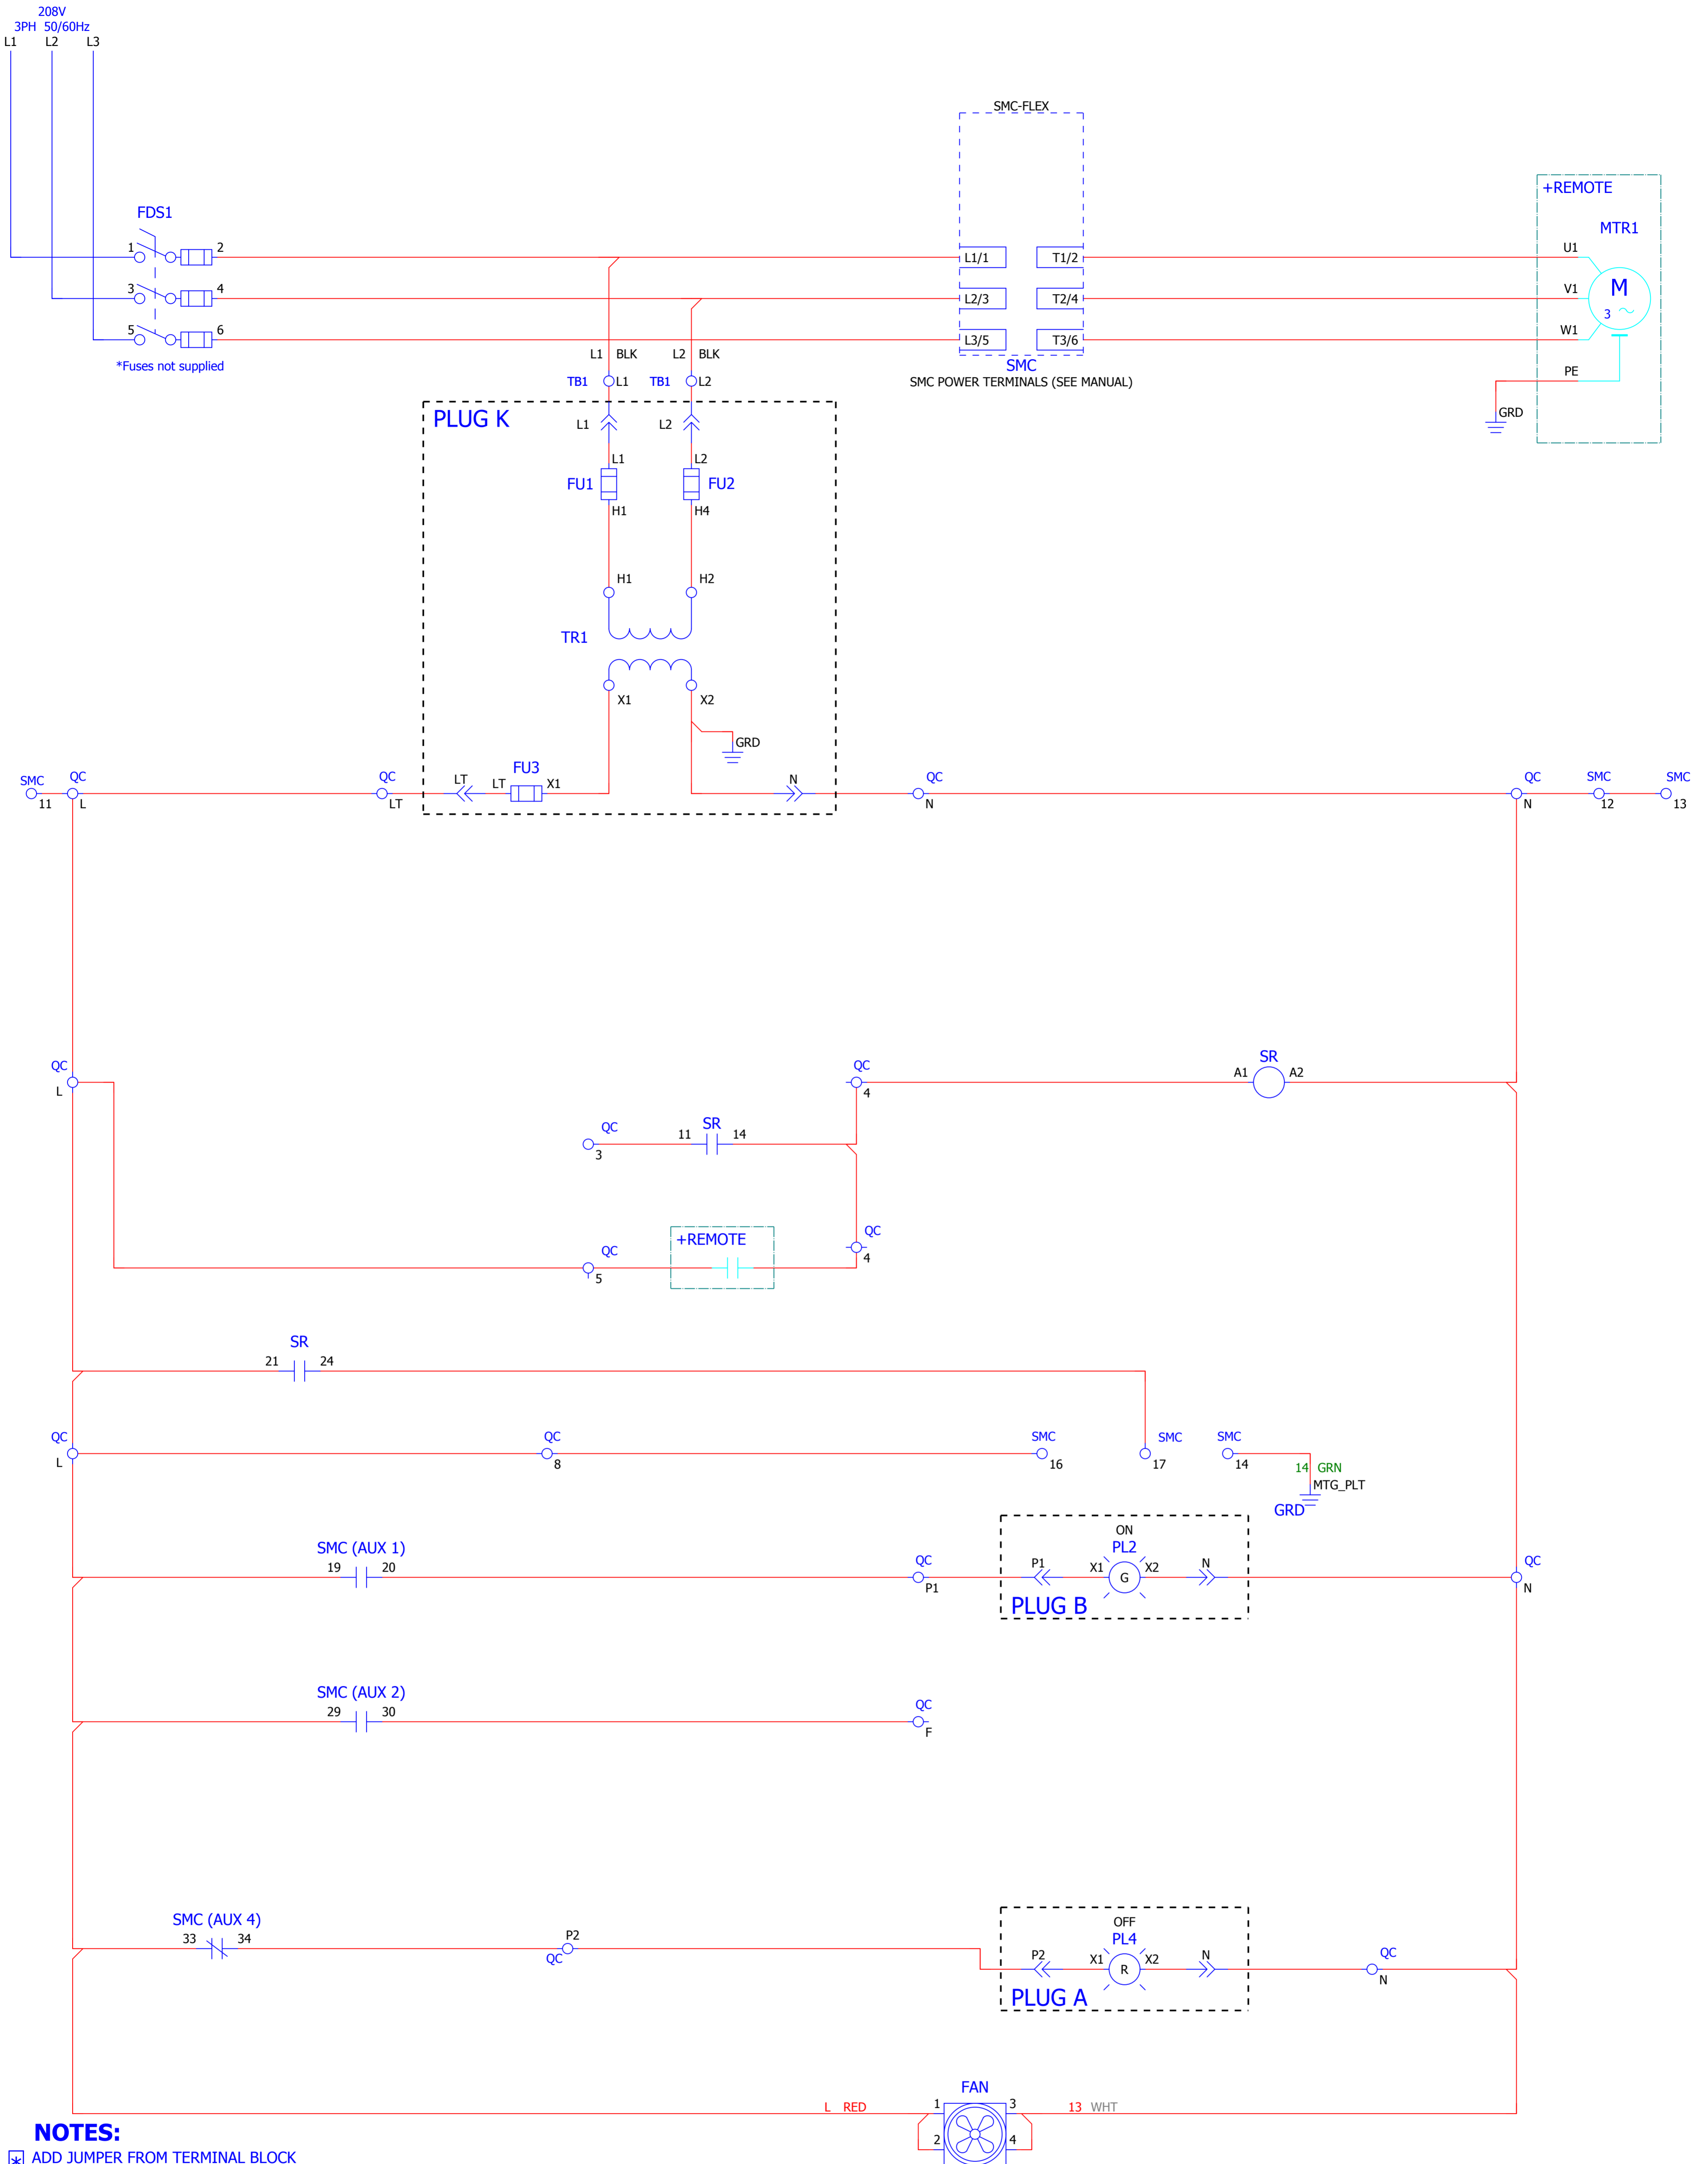 208V
3PH 50/60Hz
L1 L2 L3
SMC-FLEX
+REMOTE
MTR1
FDS1
1 2
L1/1 T1/2
U1
3 4
L2/3 T2/4
V1
M
3
5 6
L3/5 T3/6
W1
*Fuses not supplied
L1 BLK L2 BLK
SMC
SMC POWER TERMINALS (SEE MANUAL)
PE
TB1 L1 TB1 L2
GRD
PLUG K
L1 L2
L1 L2
FU1 FU2
H1 H4
H1 H2
TR1
X1 X2
GRD
SMC QC QC LT LT FU3 X1 N QC QC SMC SMC
11 L LT N N 12 13
QC QC SR
L 4 A1 A2
QC 11 SR 14
3
+REMOTE
QC QC
5 4
SR
21 24
QC QC SMC SMC SMC
L 8 16 17 14
14 GRN
MTG_PLT
GRD
SMC (AUX 1)
19 20
ON
PL2
QC P1 X1 G X2 N QC
P1 N
PLUG B
SMC (AUX 2)
29 30
QC
F
SMC (AUX 4)
33 34
P2
QC
OFF
PL4
P2 X1 R X2 N QC
N
PLUG A
FAN
L RED 1 3 13 WHT
2 4
NOTES:
* ADD JUMPER FROM TERMINAL BLOCK